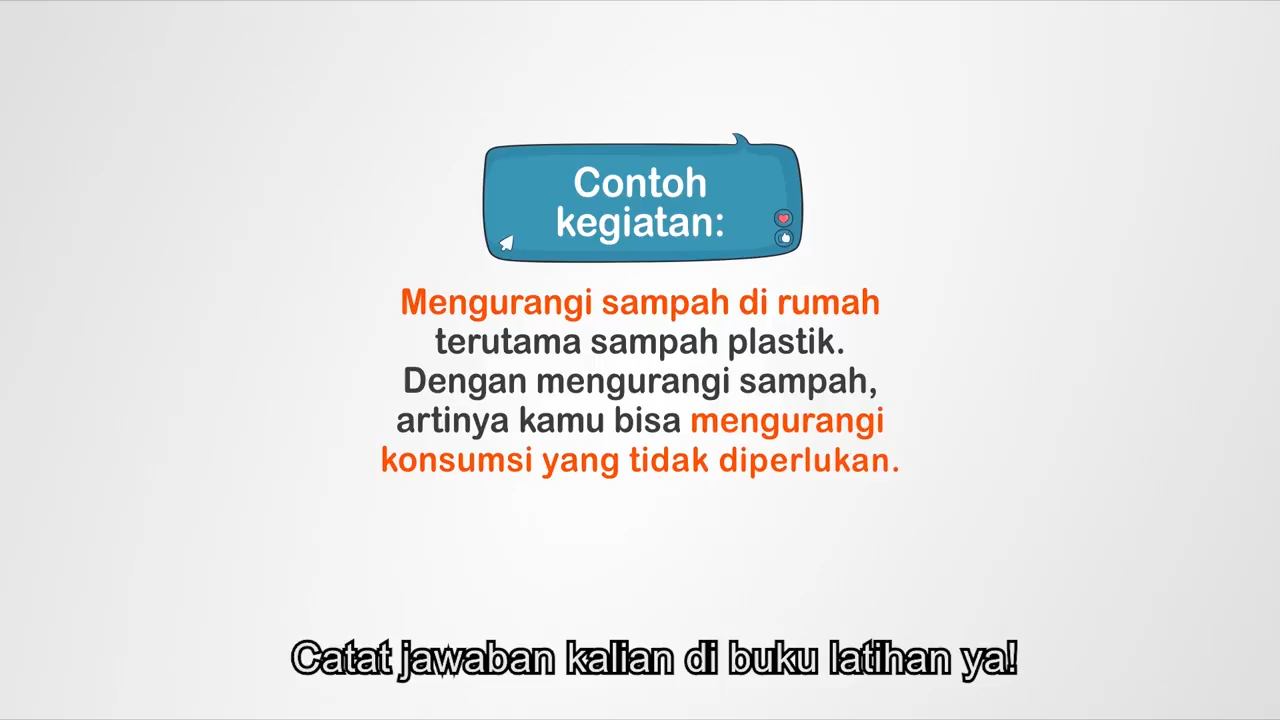 Contoh
kegiatan:
Mengurangi sampah di rumah
terutama sampah plastik.
Dengan mengurangi sampah,
artinya kamu bisa mengurangi
konsumsi yang tidak diperlukan.
Catat jawaban kalian di buku latihan ya!